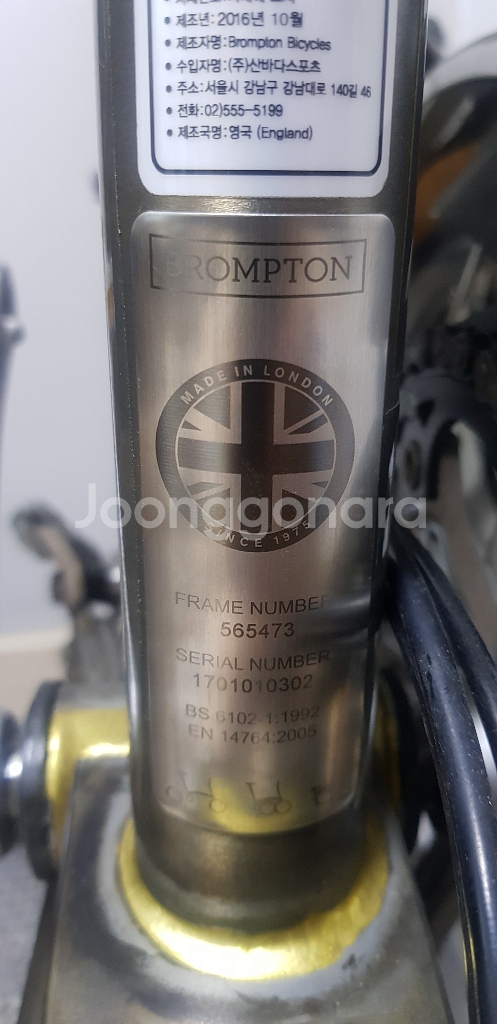 • 제조년:2016년 10월
• 제조자명:Brompton Bicycles
• 수입자명:(주)산바다스포츠
• 주소:서울시 강남구 강남대로 140길 46
• 전화:02)555-5199
• 제조국명:영국 (England)
BROMPTON
MADE IN LONDON
Joonggonara
SINCE 1975
FRAME NUMBER
565473
SERIAL NUMBER
1701010302
BS 6102-1:1992
EN 14764:2005